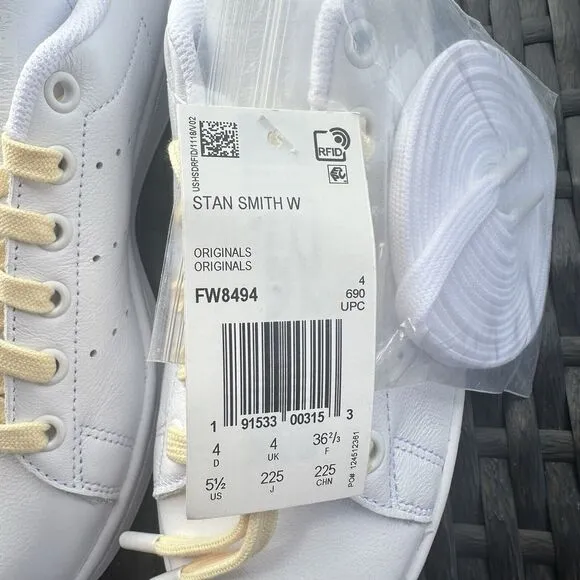 USHSDRFID/1118/V02
RFID
STAN SMITH W
ORIGINALS
ORIGINALS
4
FW8494
690
UPC
1 91533 00315 3
4 4 36⅔
D UK F
5½ 225 225
US J CHN
PO# 124512361